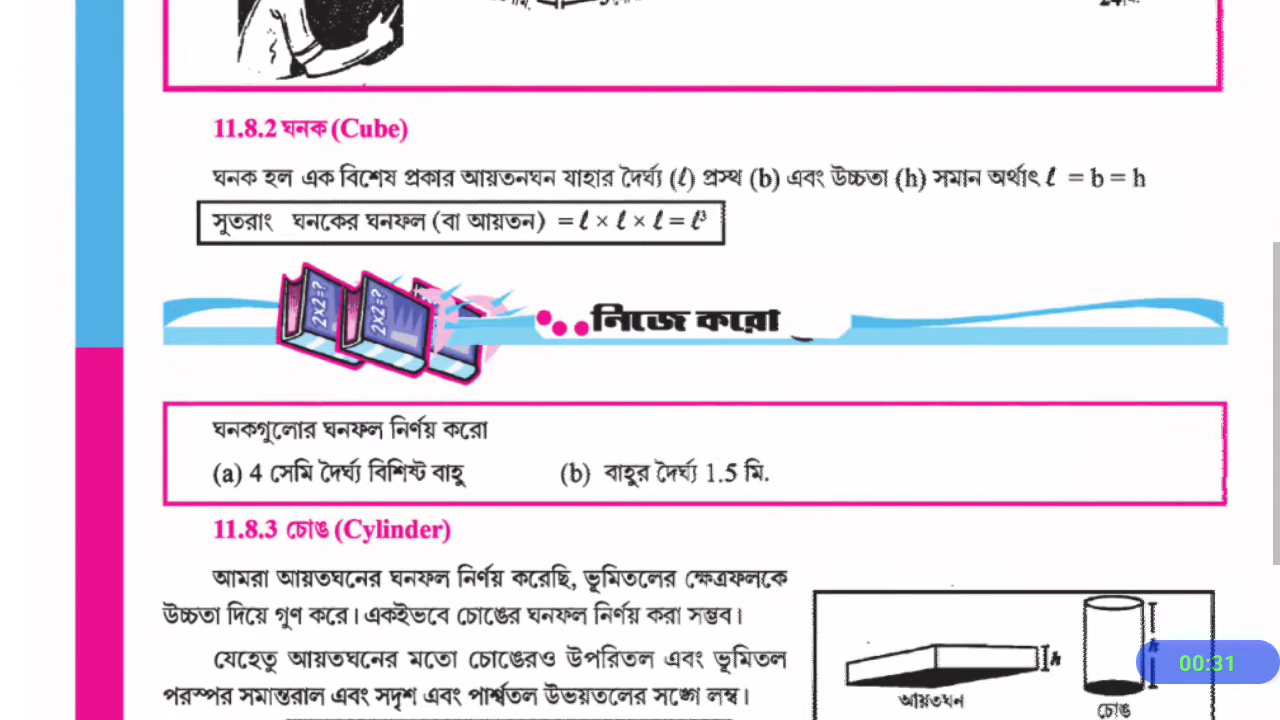 24
11.8.2 ঘনক (Cube)
ঘনক হল এক বিশেষ প্রকার আয়তনঘন যাহার দৈর্ঘ্য (ℓ) প্রস্থ (b) এবং উচ্চতা (h) সমান অর্থাৎ ℓ = b = h
সুতরাং ঘনকের ঘনফল (বা আয়তন) = ℓ × ℓ × ℓ = ℓ³
2x2=?
2x2=?
নিজে করো
ঘনকগুলোর ঘনফল নির্ণয় করো
(a) 4 সেমি দৈর্ঘ্য বিশিষ্ট বাহু (b) বাহুর দৈর্ঘ্য 1.5 মি.
11.8.3 চোঙ (Cylinder)
আমরা আয়তঘনের ঘনফল নির্ণয় করেছি, ভূমিতলের ক্ষেত্রফলকে
উচ্চতা দিয়ে গুণ করে। একইভাবে চোঙের ঘনফল নির্ণয় করা সম্ভব।
যেহেতু আয়তঘনের মতো চোঙেরও উপরিতল এবং ভূমিতল
পরস্পর সমান্তরাল এবং সদৃশ এবং পার্শ্বতল উভয়তলের সঙ্গে লম্ব।
h
00:31
আয়তঘন
চোঙ